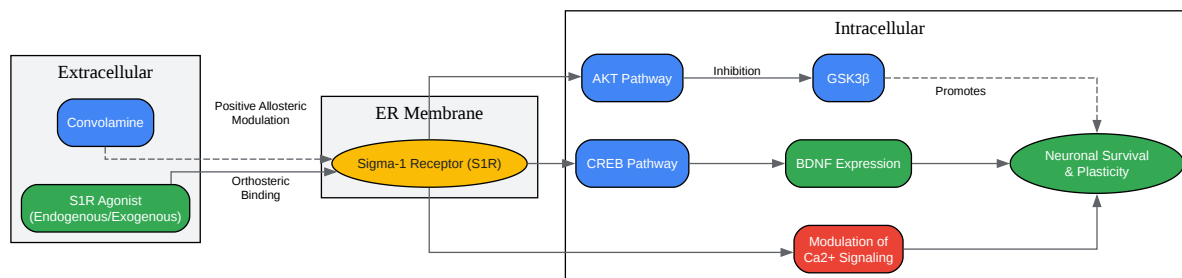 Extracellular
Convolamine
S1R Agonist
(Endogenous/Exogenous)
Positive Allosteric
Modulation
Orthosteric
Binding
ER Membrane
Sigma-1 Receptor (S1R)
Intracellular
AKT Pathway
Inhibition
GSK3β
Promotes
CREB Pathway
BDNF Expression
Neuronal Survival
& Plasticity
Modulation of
Ca2+ Signaling